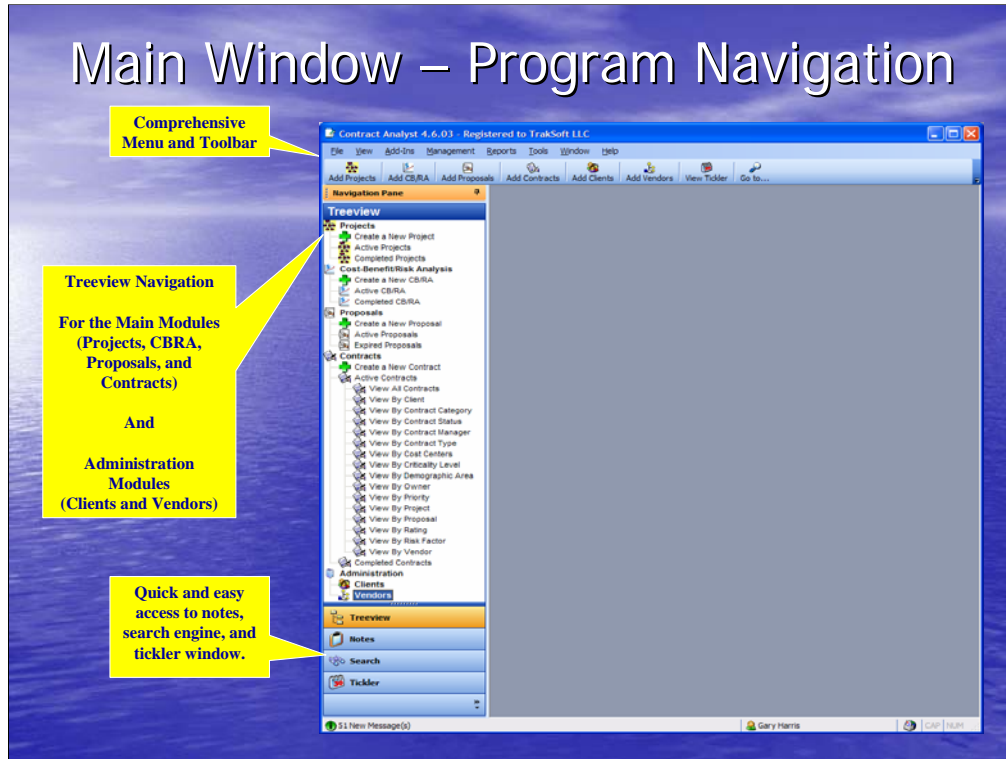 Main Window – Program Navigation
Comprehensive
Menu and Toolbar
Treeview Navigation
For the Main Modules
(Projects, CBRA,
Proposals, and
Contracts)
And
Administration
Modules
(Clients and Vendors)
Quick and easy
access to notes,
search engine, and
tickler window.
Contract Analyst 4.6.03 - Registered to TrakSoft LLC
File View Add-Ins Management Reports Tools Window Help
Add Projects Add CB/RA Add Proposals Add Contracts Add Clients Add Vendors View Tickler Go to...
Navigation Pane
Treeview
Projects
Create a New Project
Active Projects
Completed Projects
Cost-Benefit/Risk Analysis
Create a New CB/RA
Active CB/RA
Completed CB/RA
Proposals
Create a New Proposal
Active Proposals
Expired Proposals
Contracts
Create a New Contract
Active Contracts
View All Contracts
View By Client
View By Contract Category
View By Contract Status
View By Contract Manager
View By Contract Type
View By Cost Centers
View By Criticality Level
View By Demographic Area
View By Owner
View By Priority
View By Project
View By Proposal
View By Rating
View By Risk Factor
View By Vendor
Completed Contracts
Administration
Clients
Vendors
Treeview
Notes
Search
Tickler
51 New Message(s) Gary Harris CAP NUM